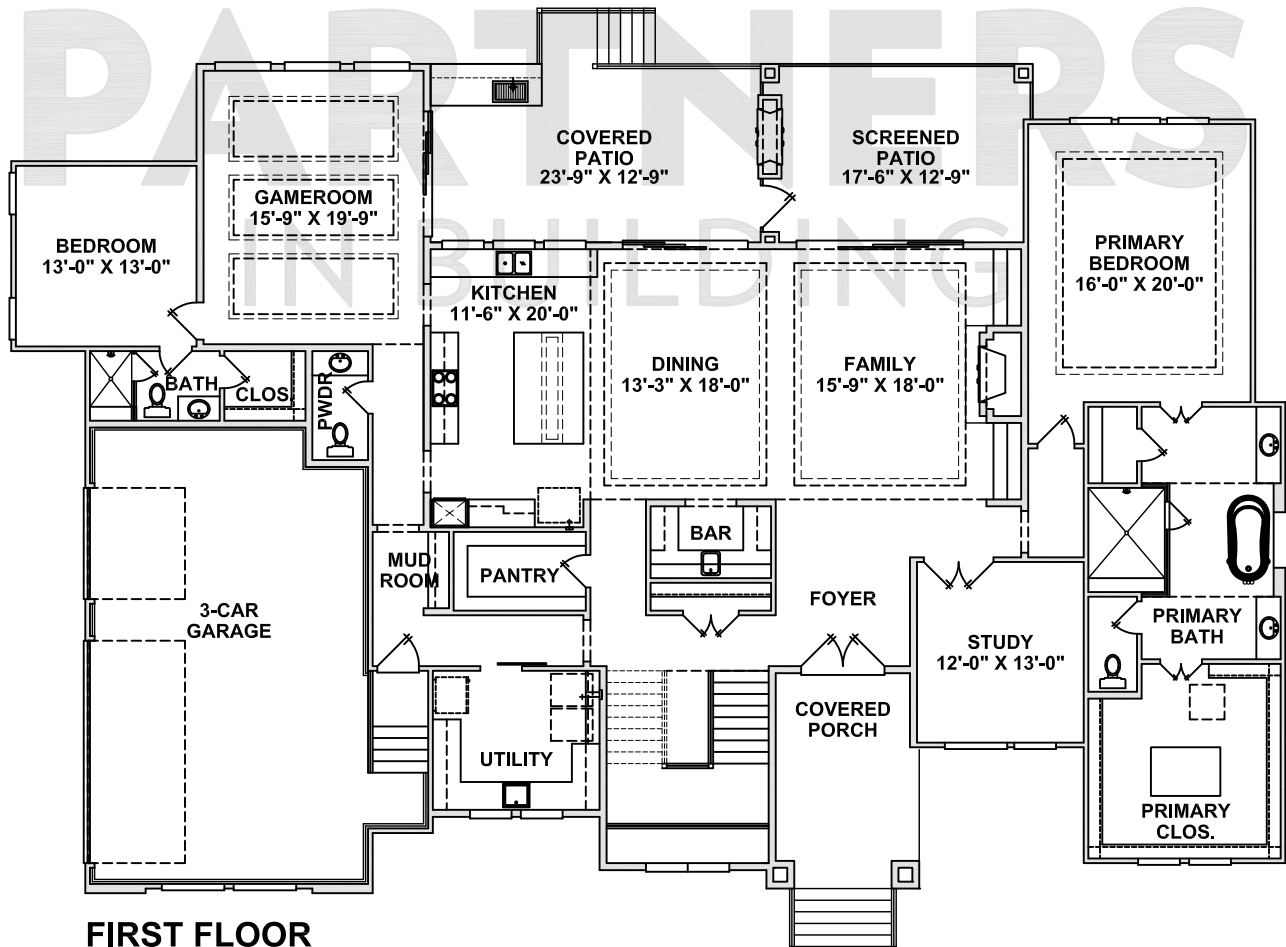 PARTNERS
IN BUILDING
COVERED
PATIO
23'-9" X 12'-9"
SCREENED
PATIO
17'-6" X 12'-9"
GAMEROOM
15'-9" X 19'-9"
BEDROOM
13'-0" X 13'-0"
PRIMARY
BEDROOM
16'-0" X 20'-0"
KITCHEN
11'-6" X 20'-0"
DINING
13'-3" X 18'-0"
FAMILY
15'-9" X 18'-0"
BATH
CLOS.
PWDR
BAR
MUD
ROOM
PANTRY
FOYER
3-CAR
GARAGE
STUDY
12'-0" X 13'-0"
PRIMARY
BATH
COVERED
PORCH
UTILITY
PRIMARY
CLOS.
FIRST FLOOR